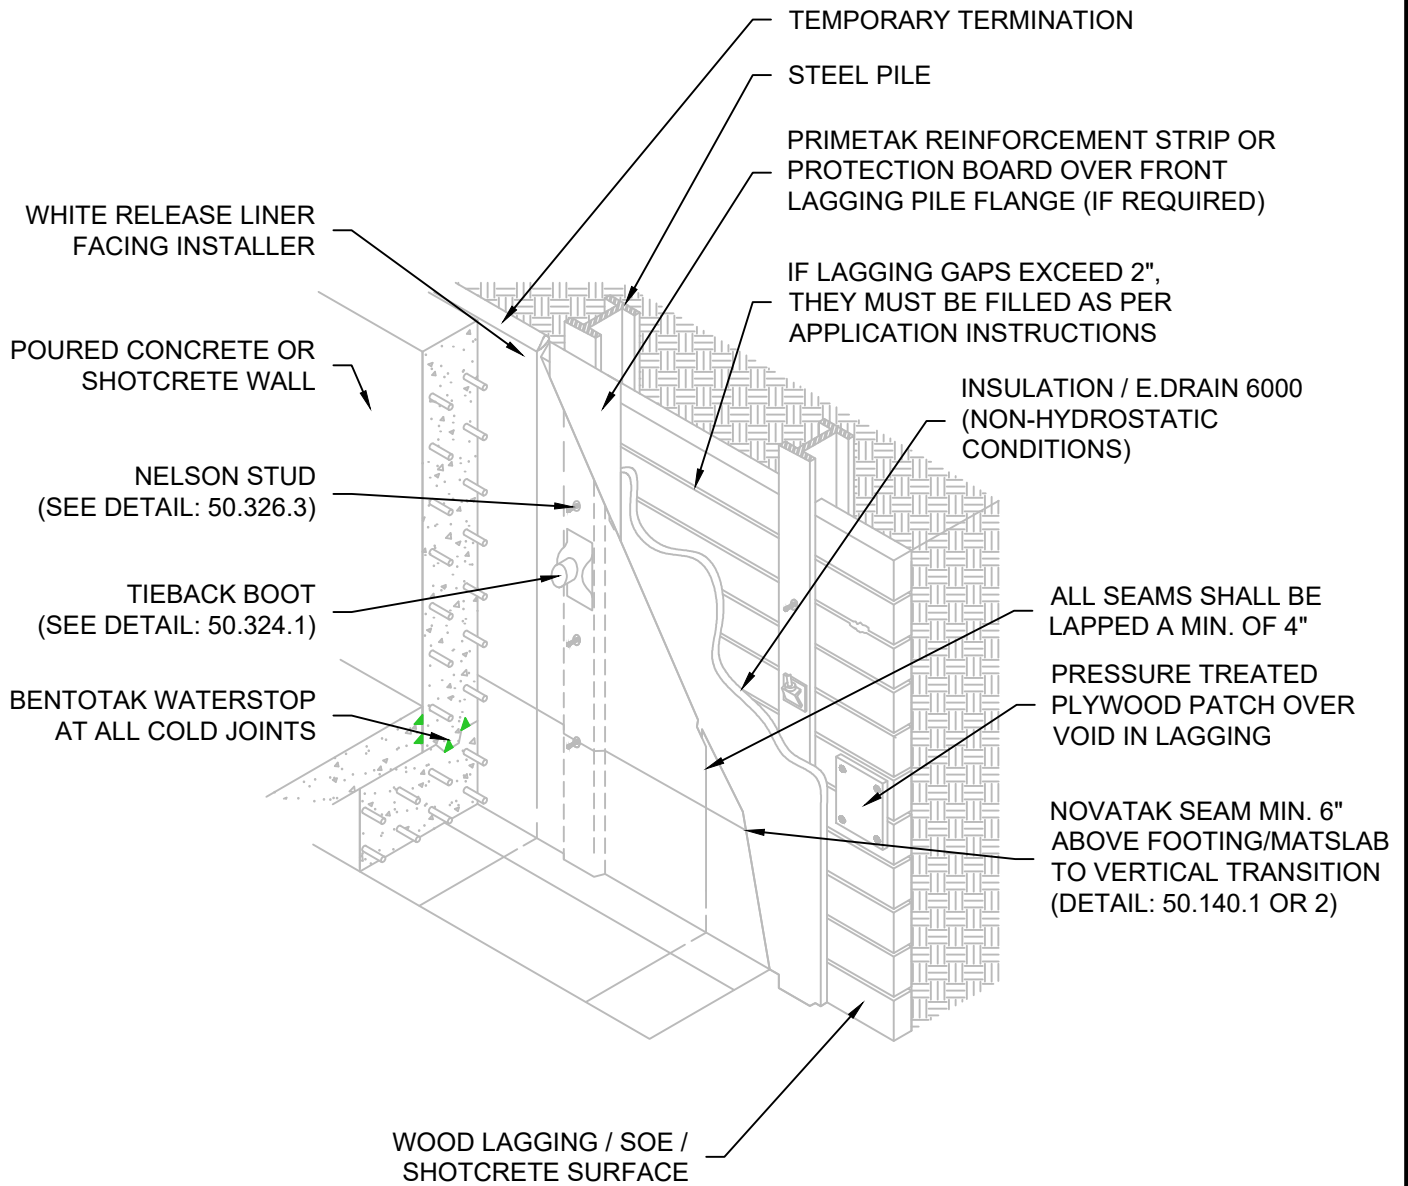 TEMPORARY TERMINATION
STEEL PILE
PRIMETAK REINFORCEMENT STRIP OR
PROTECTION BOARD OVER FRONT
LAGGING PILE FLANGE (IF REQUIRED)
WHITE RELEASE LINER
FACING INSTALLER
IF LAGGING GAPS EXCEED 2",
THEY MUST BE FILLED AS PER
APPLICATION INSTRUCTIONS
POURED CONCRETE OR
SHOTCRETE WALL
INSULATION / E.DRAIN 6000
(NON-HYDROSTATIC
CONDITIONS)
NELSON STUD
(SEE DETAIL: 50.326.3)
TIEBACK BOOT
(SEE DETAIL: 50.324.1)
ALL SEAMS SHALL BE
LAPPED A MIN. OF 4"
BENTOTAK WATERSTOP
AT ALL COLD JOINTS
PRESSURE TREATED
PLYWOOD PATCH OVER
VOID IN LAGGING
NOVATAK SEAM MIN. 6"
ABOVE FOOTING/MATSLAB
TO VERTICAL TRANSITION
(DETAIL: 50.140.1 OR 2)
WOOD LAGGING / SOE /
SHOTCRETE SURFACE